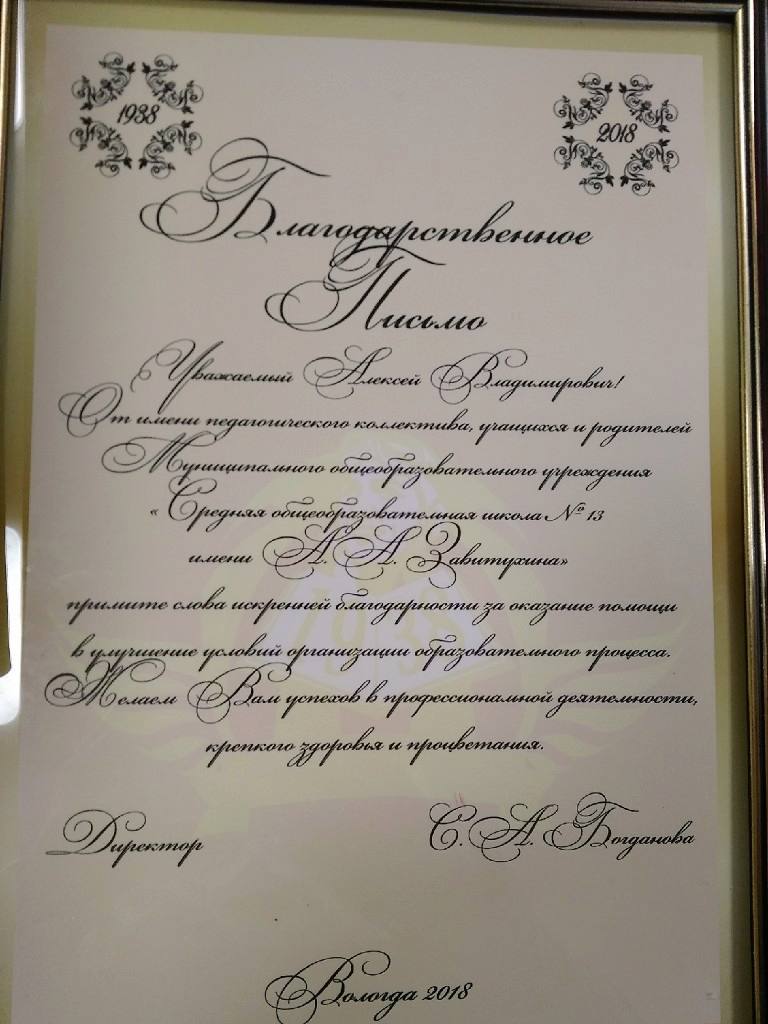 1938
2018
Благодарственное
Письмо
Уважаемый Алексей Владимирович!
От имени педагогического коллектива, учащихся и родителей
Муниципального общеобразовательного учреждения
« Средняя общеобразовательная школа № 13
имени А. А. Завитухина»
примите слова искренней благодарности за оказание помощи
в улучшение условий организации образовательного процесса.
Желаем Вам успехов в профессиональной деятельности,
крепкого здоровья и процветания.
Директор С. А. Богданова
Вологда 2018
1938